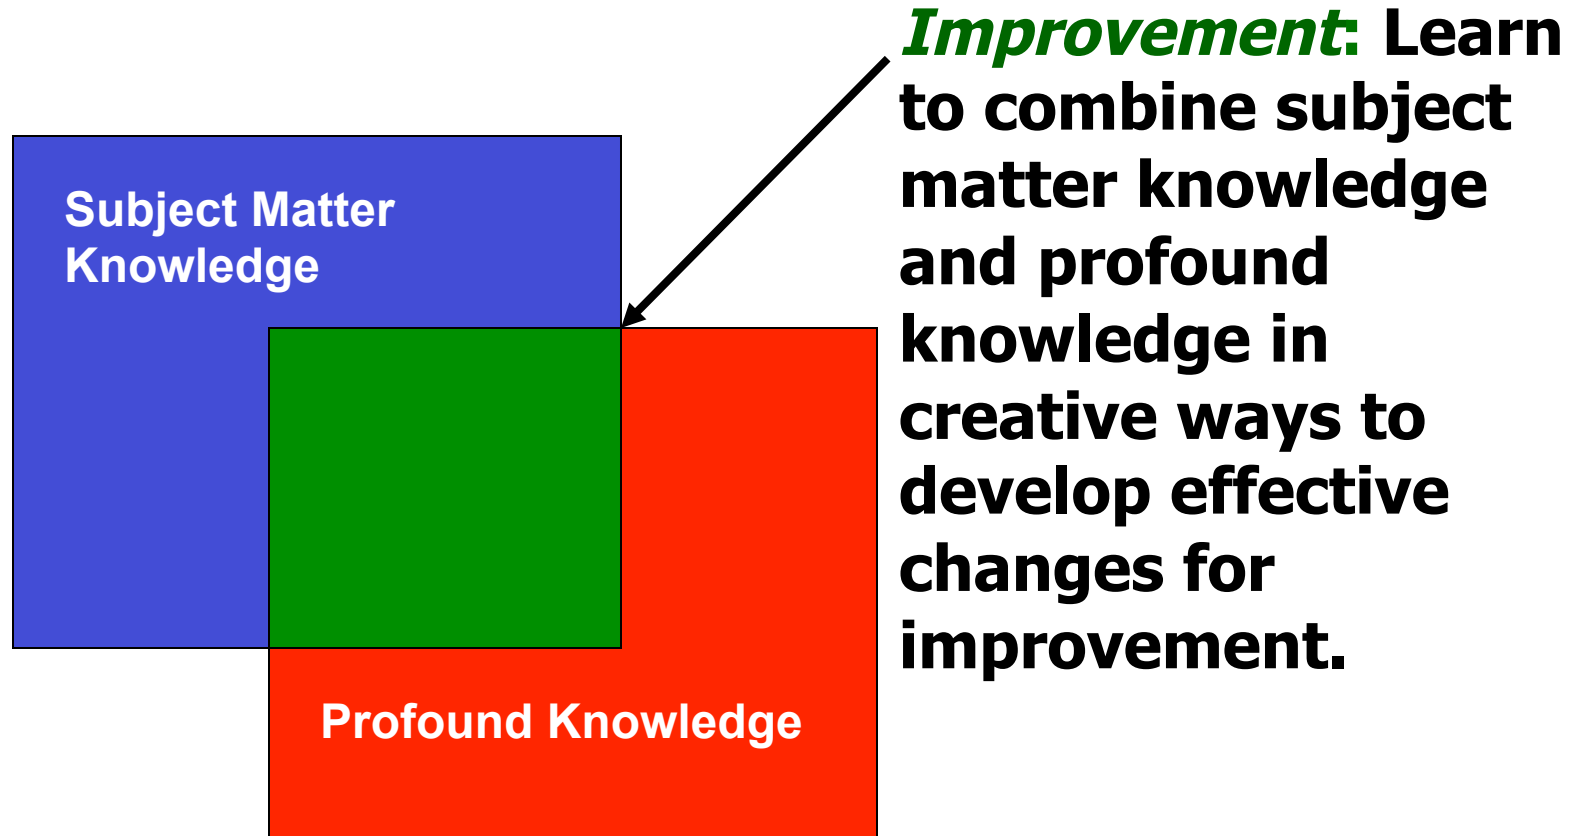 Improvement: Learn
to combine subject
matter knowledge
and profound
knowledge in
creative ways to
develop effective
changes for
improvement.
Subject Matter
Knowledge
Profound Knowledge